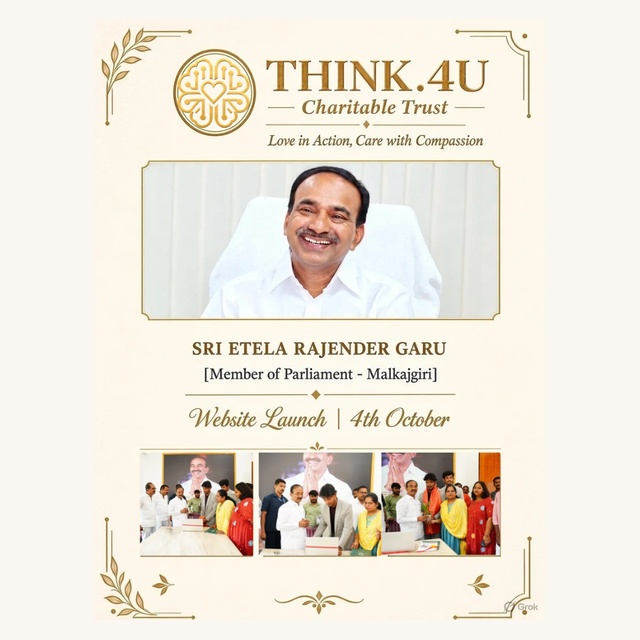 THINK.4U
Charitable Trust
Love in Action, Care with Compassion
SRI ETELA RAJENDER GARU
[Member of Parliament - Malkajgiri]
Website Launch | 4th October
Grok